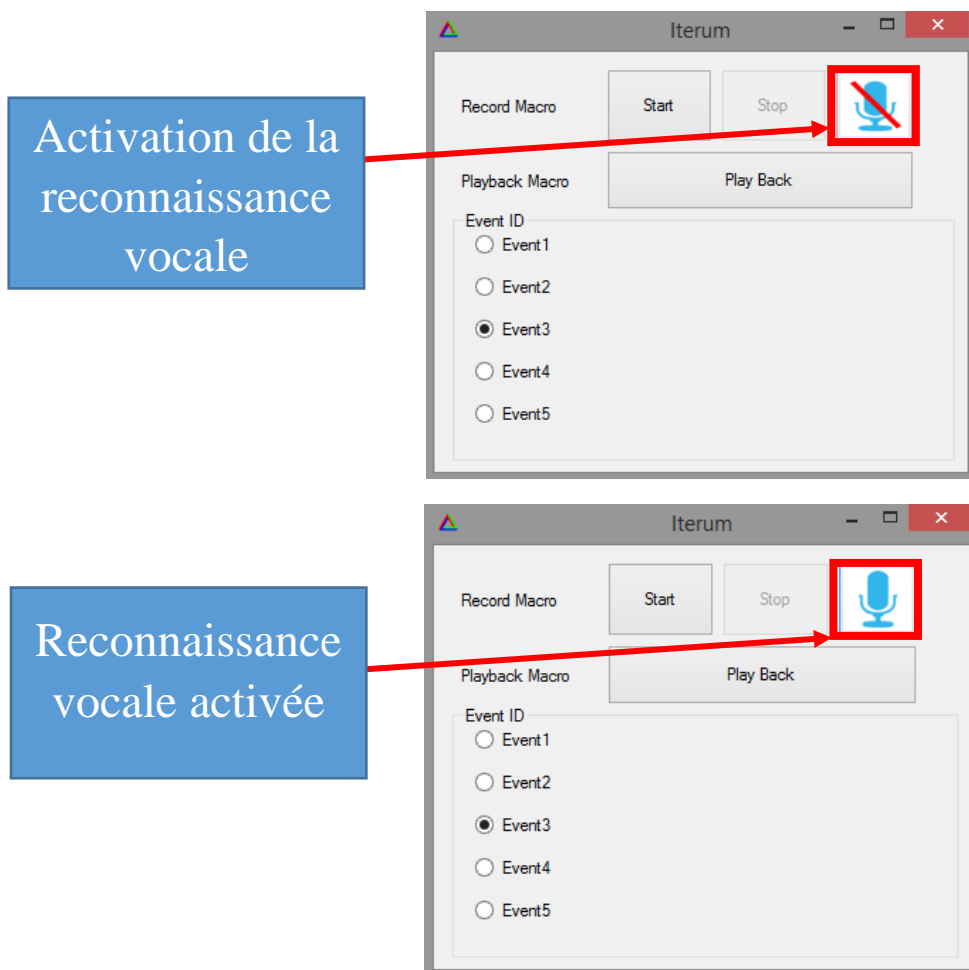 Iterum
Activation de la
reconnaissance
vocale
Record Macro
Start
Stop
Playback Macro
Play Back
Event ID
Event1
Event2
Event3
Event4
Event5
Iterum
Reconnaissance
vocale activée
Record Macro
Start
Stop
Playback Macro
Play Back
Event ID
Event1
Event2
Event3
Event4
Event5